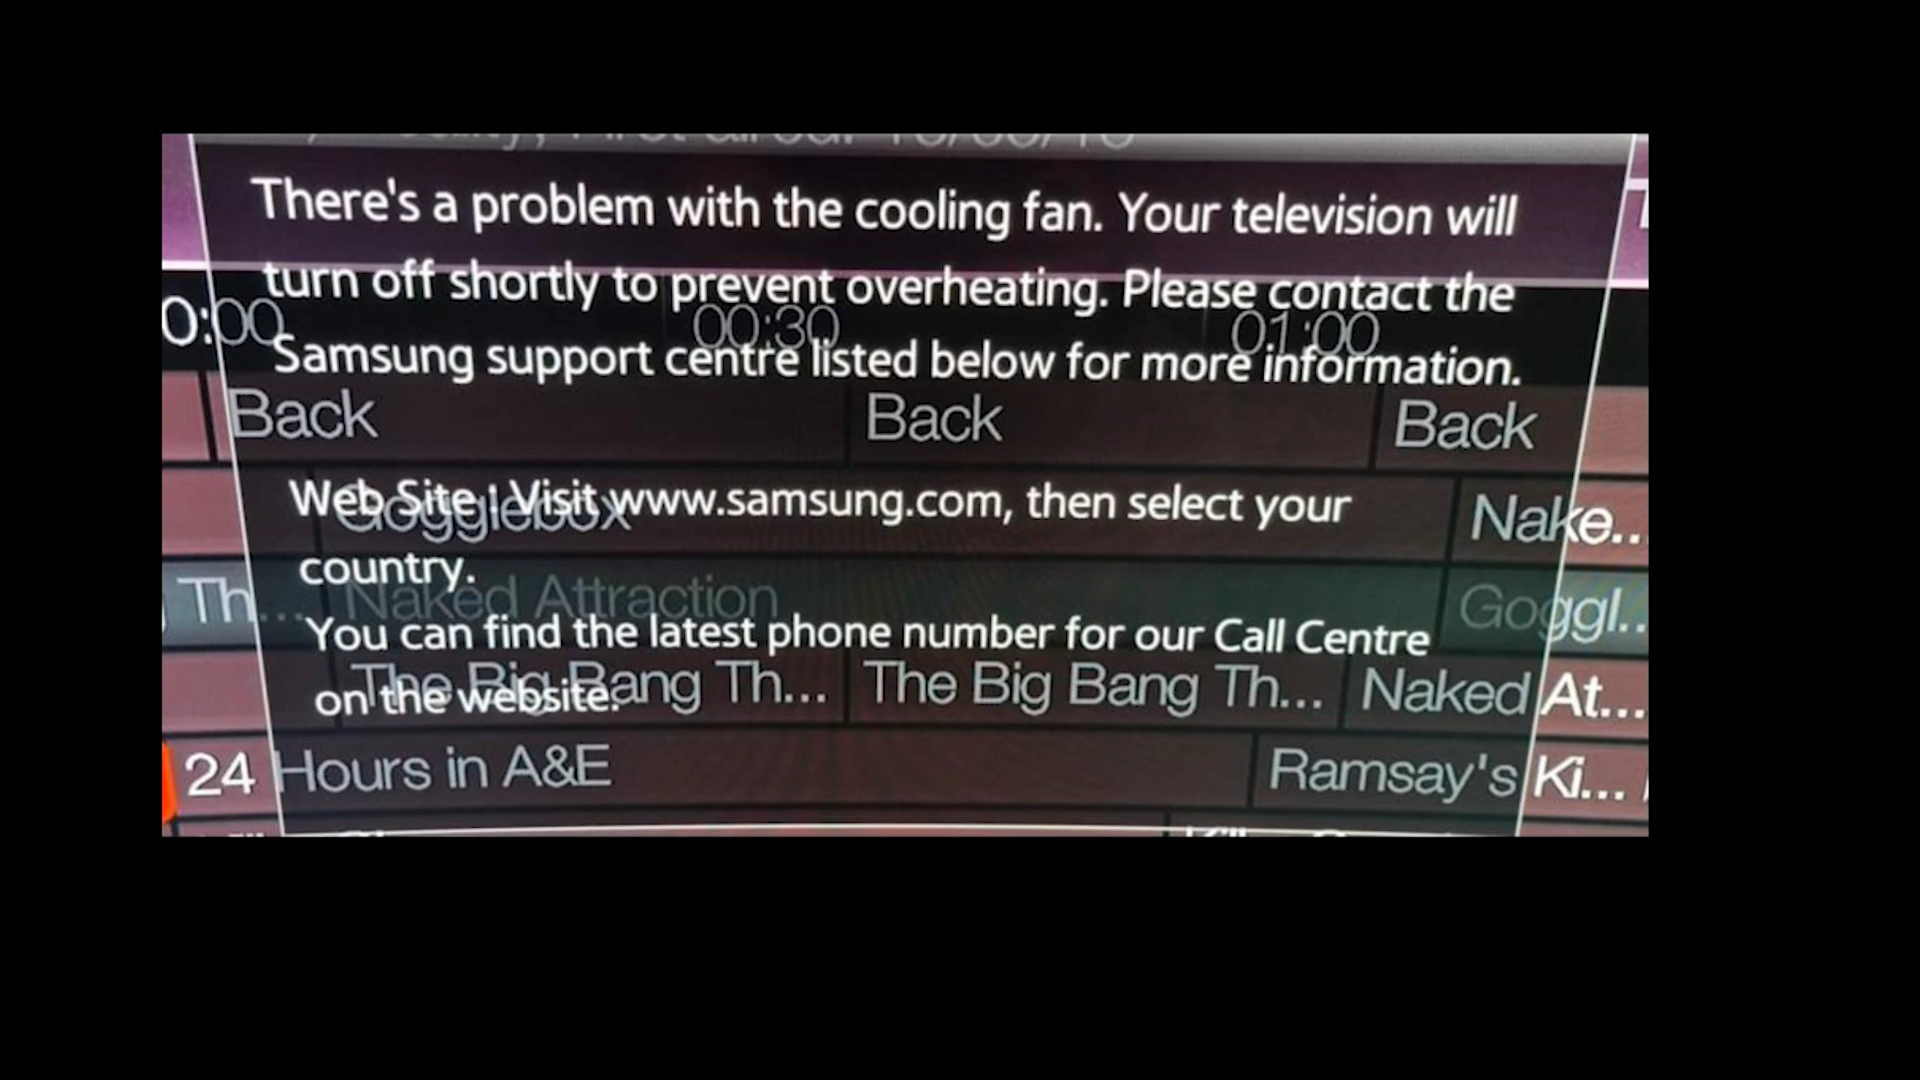 There's a problem with the cooling fan. Your television will
turn off shortly to prevent overheating. Please contact the
0:00 00:30 01:00
Samsung support centre listed below for more information.
Back Back Back
Web Site : Visit www.samsung.com, then select your
Gogglebox Nake...
country.
Th... Naked Attraction Goggl..
You can find the latest phone number for our Call Centre
The Big Bang Th... The Big Bang Th... Naked At...
on the website.
24 Hours in A&E Ramsay's Ki...